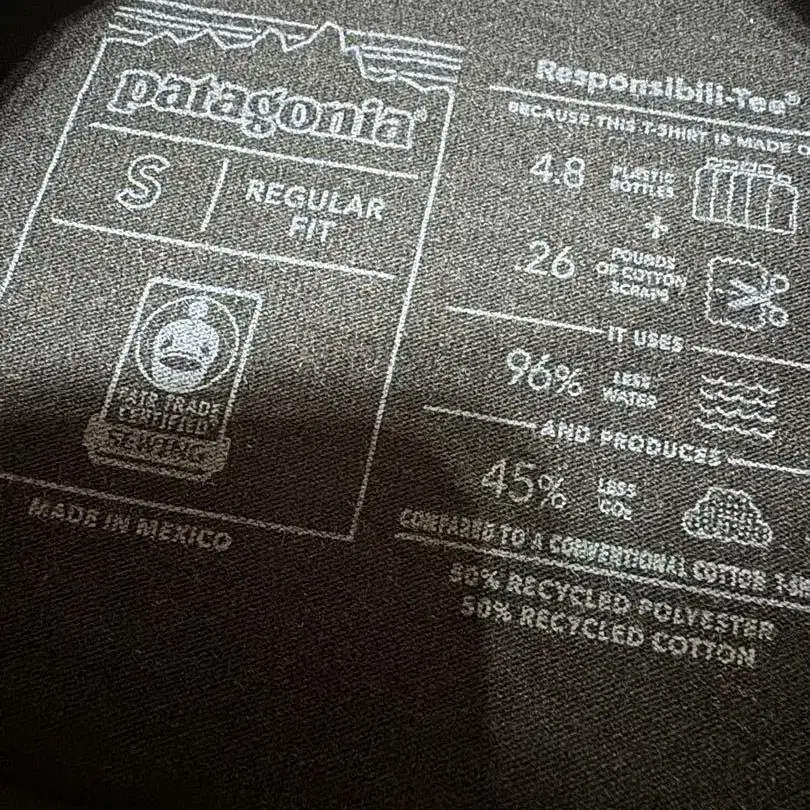 patagonia®
S
REGULAR
FIT
FAIR TRADE
CERTIFIED™
SEWING
MADE IN MEXICO
Responsibili-Tee®
BECAUSE THIS T-SHIRT IS MADE O
4.8 PLASTIC
BOTTLES
+
.26 POUNDS
OF COTTON
SCRAPS
IT USES
96% LESS
WATER
AND PRODUCES
45% LESS
CO₂
COMPARED TO A CONVENTIONAL COTTON T-SH
50% RECYCLED POLYESTER
50% RECYCLED COTTON